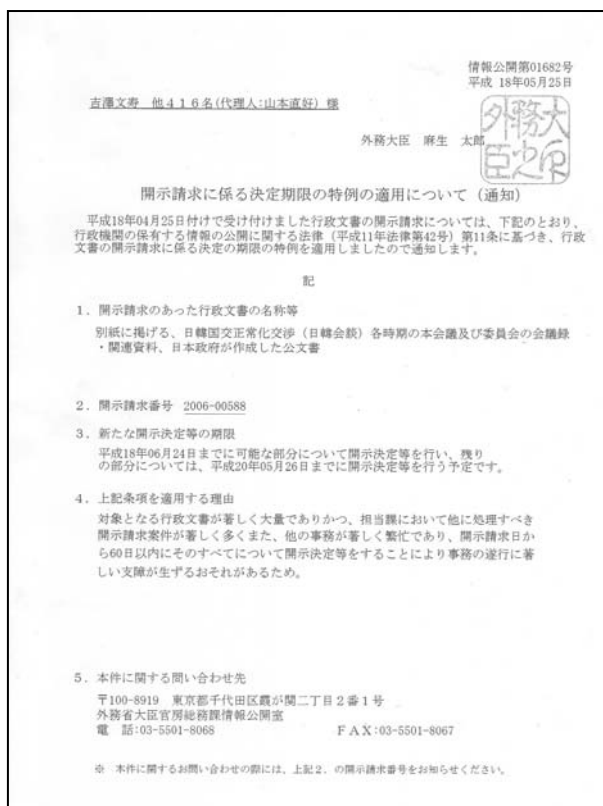 情報公開第01682号
平成 18年05月25日
吉澤文寿 他416名(代理人:山本直好) 様
外務大臣 麻生 太郎
外務大臣之印
開示請求に係る決定期限の特例の適用について (通知)
平成18年04月25日付けで受け付けました行政文書の開示請求については、下記のとおり、
行政機関の保有する情報の公開に関する法律 (平成11年法律第42号) 第11条に基づき、行政
文書の開示請求に係る決定の期限の特例を適用しましたので通知します。
記
1. 開示請求のあった行政文書の名称等
別紙に掲げる、日韓国交正常化交渉 (日韓会談) 各時期の本会議及び委員会の会議録
・関連資料、日本政府が作成した公文書
2. 開示請求番号 2006-00588
3. 新たな開示決定等の期限
平成18年06月24日までに可能な部分について開示決定等を行い、残り
の部分については、平成20年05月26日までに開示決定等を行う予定です。
4. 上記条項を適用する理由
対象となる行政文書が著しく大量でありかつ、担当課において他に処理すべき
開示請求案件が著しく多くまた、他の事務が著しく繁忙であり、開示請求日か
ら60日以内にそのすべてについて開示決定等をすることにより事務の遂行に著
しい支障が生ずるおそれがあるため。
5. 本件に関する問い合わせ先
〒100-8919 東京都千代田区霞が関二丁目2番1号
外務省大臣官房総務課情報公開室
電 話:03-5501-8068 FAX:03-5501-8067
※ 本件に関するお問い合わせの際には、上記2. の開示請求番号をお知らせください。